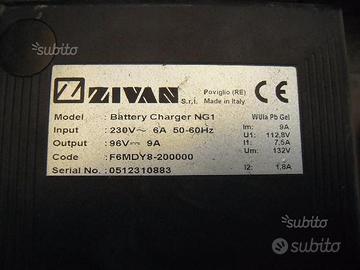 subito
ZIVAN S.r.l. Poviglio (RE) Made in Italy CE
Model : Battery Charger NG1 WUIa Pb Gel
Input : 230V~ 6A 50-60Hz Im: 9A
Output : 96V⎓ 9A U1: 112,8V
Code : F6MDY8-200000 I1: 7.5A
Serial No. : 0512310883 Um: 132V
I2: 1,8A
subito